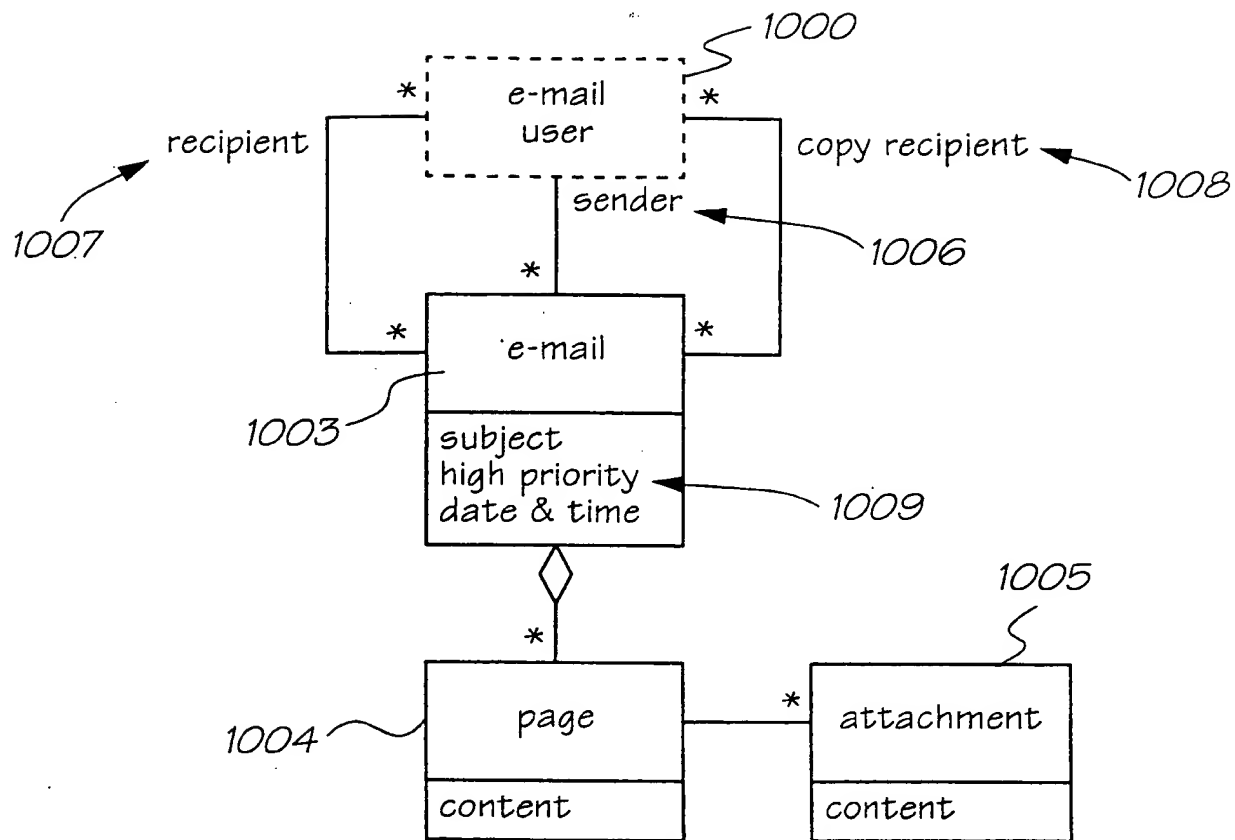 1000
* e-mail *
user
recipient
copy recipient
1007
1008
sender
1006
*
* e-mail *
1003
subject
high priority
date & time
1009
1005
*
page
* attachment
1004
content
content